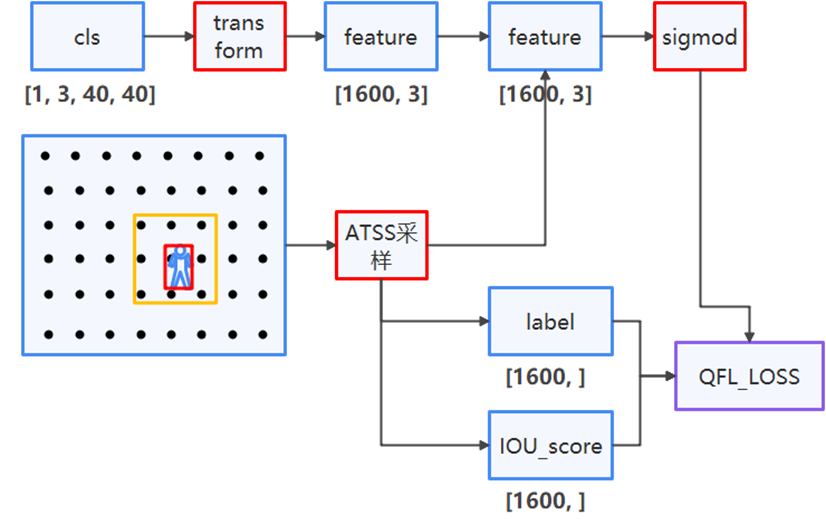 cls
trans
form
feature
feature
sigmod
[1, 3, 40, 40]
[1600, 3]
[1600, 3]
ATSS采
样
label
[1600, ]
QFL_LOSS
IOU_score
[1600, ]